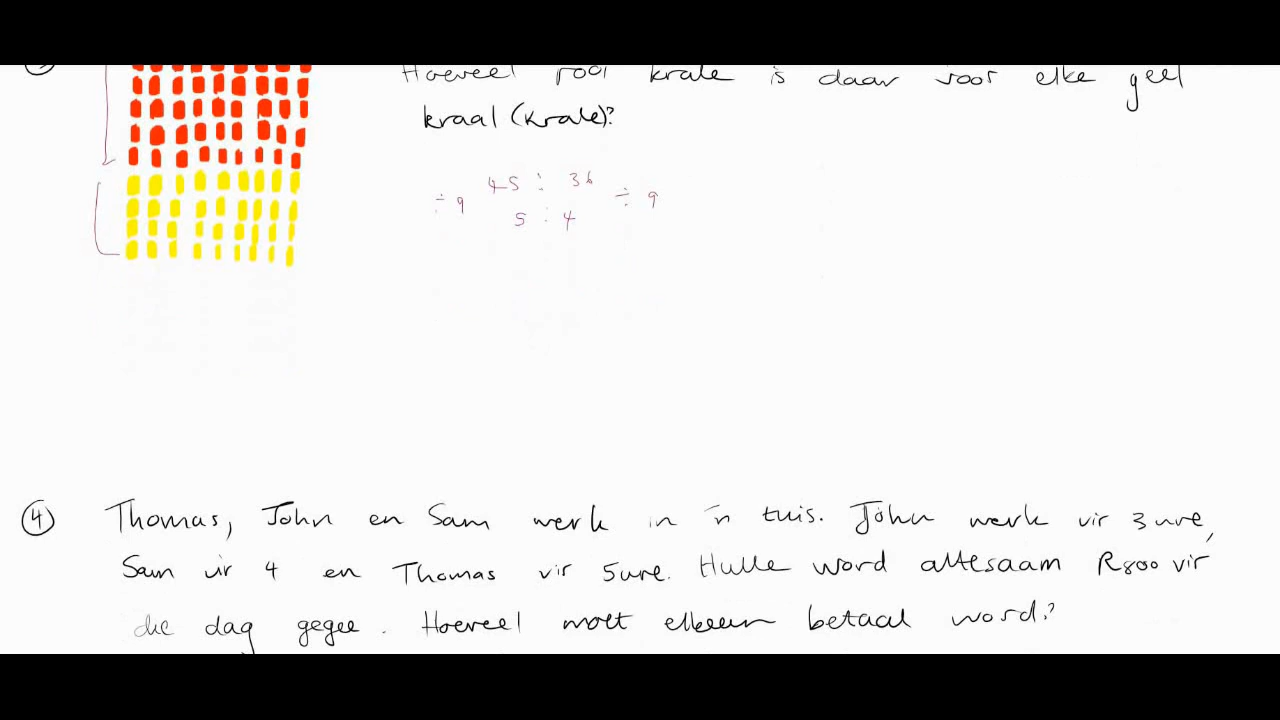 Hoeveel rooi krale is daar voor elke geel
kraal (krale)?
45 : 36
÷ 9 ÷ 9
5 : 4
④ Thomas, John en Sam werk in 'n tuis. John werk vir 3 ure,
Sam vir 4 en Thomas vir 5 ure. Hulle word altesaam R800 vir
die dag gegee. Hoeveel moet elkeen betaal word?